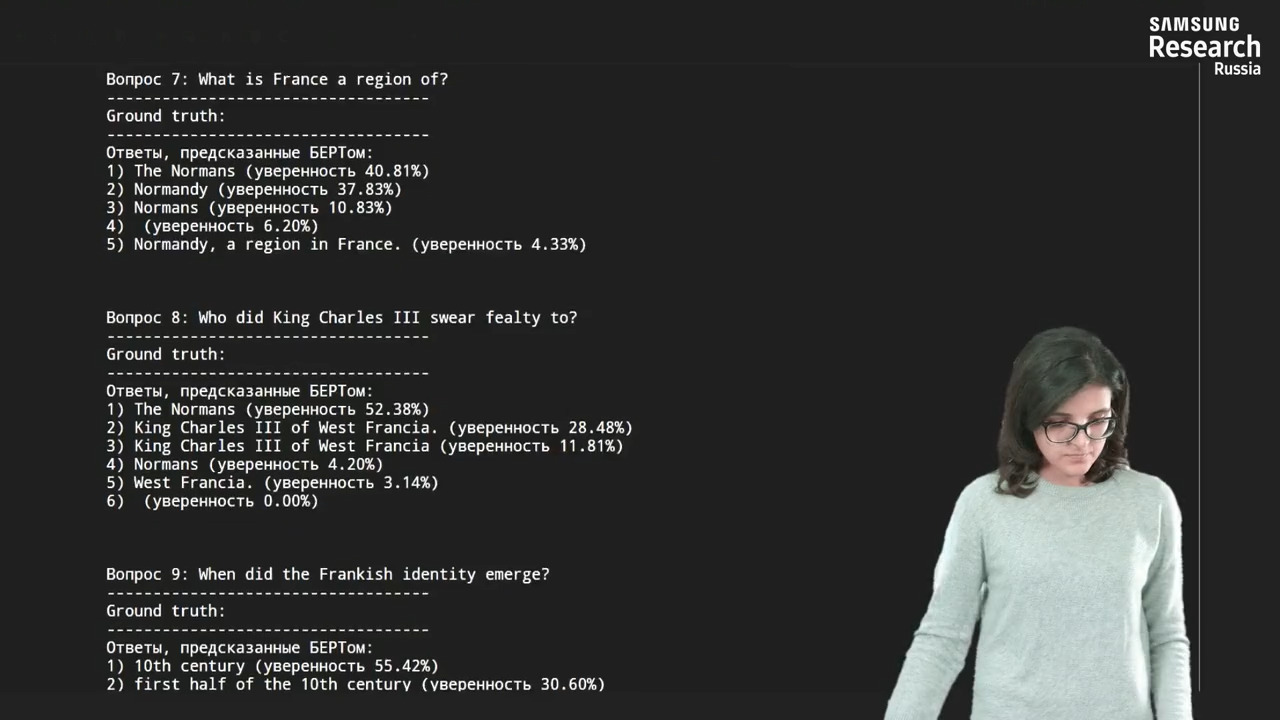 SAMSUNG
Research
Russia
Вопрос 7: What is France a region of?
-----------------------------------
Ground truth:
-----------------------------------
Ответы, предсказанные БЕРТом:
1) The Normans (уверенность 40.81%)
2) Normandy (уверенность 37.83%)
3) Normans (уверенность 10.83%)
4)  (уверенность 6.20%)
5) Normandy, a region in France. (уверенность 4.33%)
Вопрос 8: Who did King Charles III swear fealty to?
-----------------------------------
Ground truth:
-----------------------------------
Ответы, предсказанные БЕРТом:
1) The Normans (уверенность 52.38%)
2) King Charles III of West Francia. (уверенность 28.48%)
3) King Charles III of West Francia (уверенность 11.81%)
4) Normans (уверенность 4.20%)
5) West Francia. (уверенность 3.14%)
6)  (уверенность 0.00%)
Вопрос 9: When did the Frankish identity emerge?
-----------------------------------
Ground truth:
-----------------------------------
Ответы, предсказанные БЕРТом:
1) 10th century (уверенность 55.42%)
2) first half of the 10th century (уверенность 30.60%)